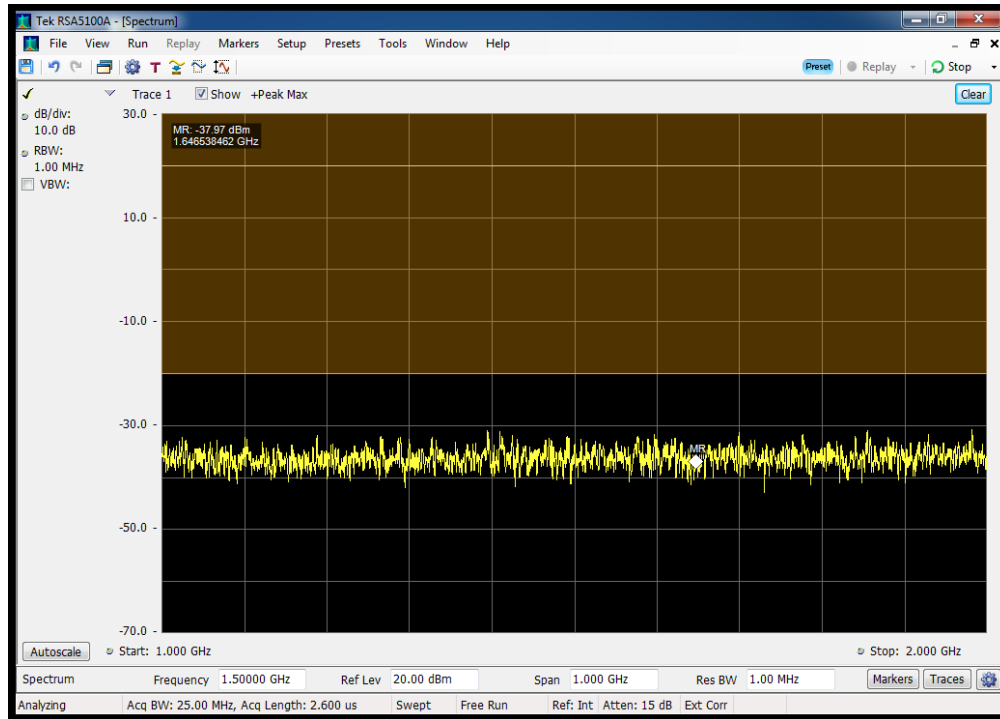 Tek RSA5100A - [Spectrum]
File View Run Replay Markers Setup Presets Tools Window Help
T Preset Replay Stop
Trace 1 Show +Peak Max Clear
dB/div:
10.0 dB
RBW:
1.00 MHz
VBW:
30.0 -
MR: -37.97 dBm
1.646538462 GHz
10.0 -
-10.0 -
-30.0 -
MR
-50.0 -
-70.0 -
Autoscale Start: 1.000 GHz Stop: 2.000 GHz
Spectrum Frequency 1.50000 GHz Ref Lev 20.00 dBm Span 1.000 GHz Res BW 1.00 MHz Markers Traces
Analyzing Acq BW: 25.00 MHz, Acq Length: 2.600 us Swept Free Run Ref: Int Atten: 15 dB Ext Corr